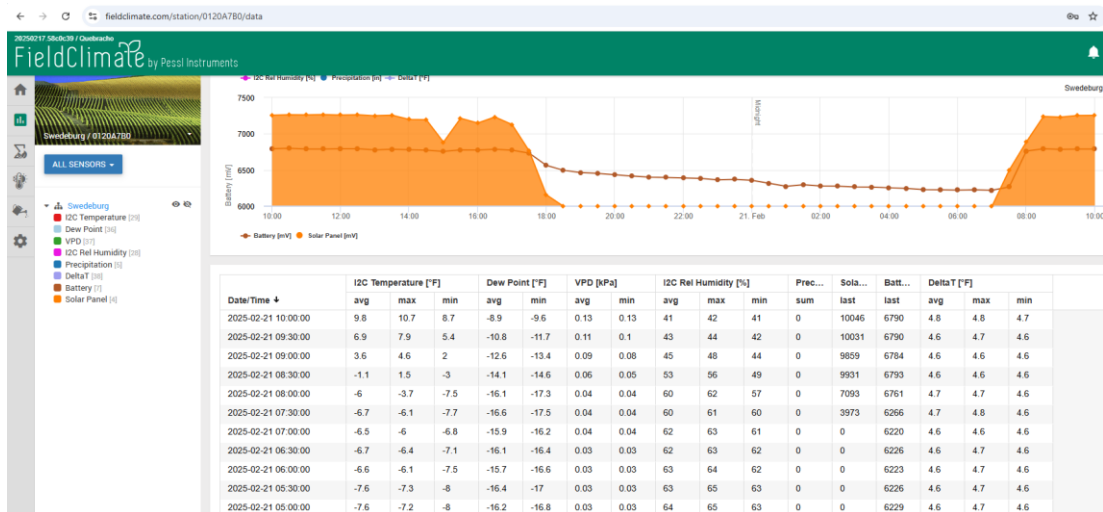 fieldclimate.com/station/0120A7B0/data
20250217.58c0c39 / Quebracho
FieldClimate by Pessl Instruments
I2C Rel Humidity [%] Precipitation [in] DeltaT [°F]
Swedeburg
Swedeburg / 0120A7B0
ALL SENSORS
Swedeburg
I2C Temperature [29]
Dew Point [36]
VPD [37]
I2C Rel Humidity [28]
Precipitation [5]
DeltaT [38]
Battery [7]
Solar Panel [4]
Battery [mV]
7500
7000
6500
6000
Midnight
10:00 12:00 14:00 16:00 18:00 20:00 22:00 21. Feb 02:00 04:00 06:00 08:00 10:00
Battery [mV] Solar Panel [mV]
I2C Temperature [°F] Dew Point [°F] VPD [kPa] I2C Rel Humidity [%] Prec... Sola... Batt... DeltaT [°F]
Date/Time avg max min avg min avg min avg max min sum last last avg max min
2025-02-21 10:00:00 9.8 10.7 8.7 -8.9 -9.6 0.13 0.13 41 42 41 0 10046 6790 4.8 4.8 4.7
2025-02-21 09:30:00 6.9 7.9 5.4 -10.8 -11.7 0.11 0.1 43 44 42 0 10031 6790 4.6 4.7 4.6
2025-02-21 09:00:00 3.6 4.6 2 -12.6 -13.4 0.09 0.08 45 48 44 0 9859 6784 4.6 4.6 4.6
2025-02-21 08:30:00 -1.1 1.5 -3 -14.1 -14.6 0.06 0.05 53 56 49 0 9931 6793 4.6 4.6 4.6
2025-02-21 08:00:00 -6 -3.7 -7.5 -16.1 -17.3 0.04 0.04 60 62 57 0 7093 6761 4.7 4.7 4.6
2025-02-21 07:30:00 -6.7 -6.1 -7.7 -16.6 -17.5 0.04 0.04 60 61 60 0 3973 6266 4.7 4.8 4.6
2025-02-21 07:00:00 -6.5 -6 -6.8 -15.9 -16.2 0.04 0.04 62 63 61 0 0 6220 4.6 4.6 4.6
2025-02-21 06:30:00 -6.7 -6.4 -7.1 -16.1 -16.4 0.03 0.03 62 63 62 0 0 6226 4.6 4.7 4.6
2025-02-21 06:00:00 -6.6 -6.1 -7.5 -15.7 -16.6 0.03 0.03 63 64 62 0 0 6223 4.6 4.7 4.6
2025-02-21 05:30:00 -7.6 -7.3 -8 -16.4 -17 0.03 0.03 63 65 63 0 0 6226 4.6 4.7 4.6
2025-02-21 05:00:00 -7.6 -7.2 -8 -16.2 -16.8 0.03 0.03 64 65 63 0 0 6229 4.6 4.7 4.6